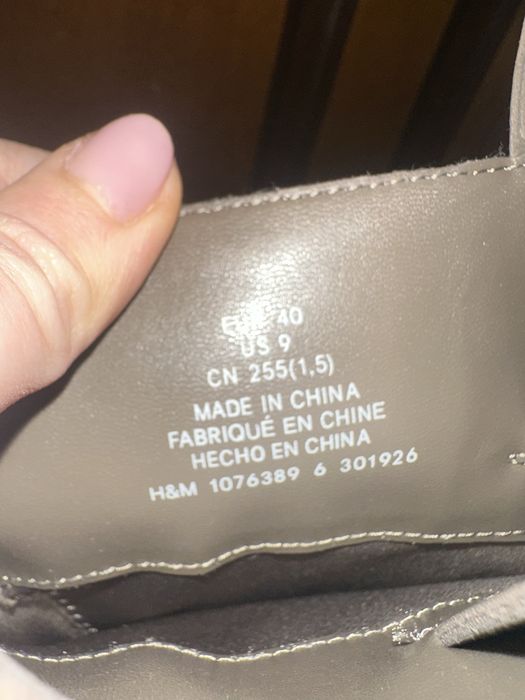 EUR 40
US 9
CN 255(1,5)
MADE IN CHINA
FABRIQUÉ EN CHINE
HECHO EN CHINA
H&M 1076389 6 301926